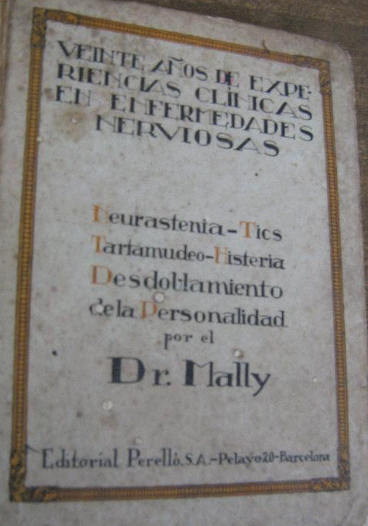 VEINTE AÑOS DE EXPE-
RIENCIAS CLÍNICAS
EN ENFERMEDADES
NERVIOSAS
Neurastenia-Tics
Tartamudeo-Histeria
Desdoblamiento
de la Personalidad
por el
Dr. Mally
Editorial Perelló, S.A.-Pelayo 20-Barcelona